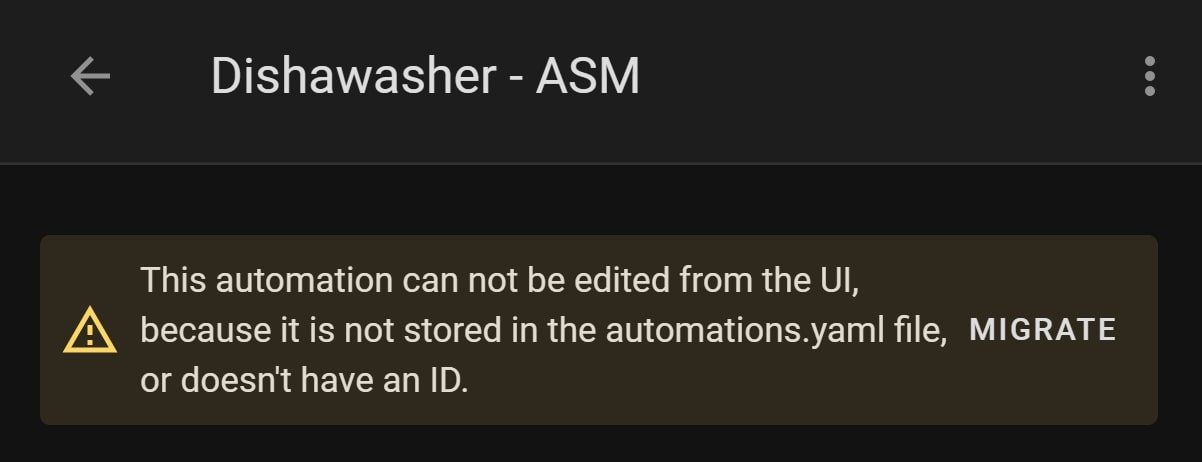 Dishawasher - ASM
This automation can not be edited from the UI,
because it is not stored in the automations.yaml file,
or doesn't have an ID.
MIGRATE